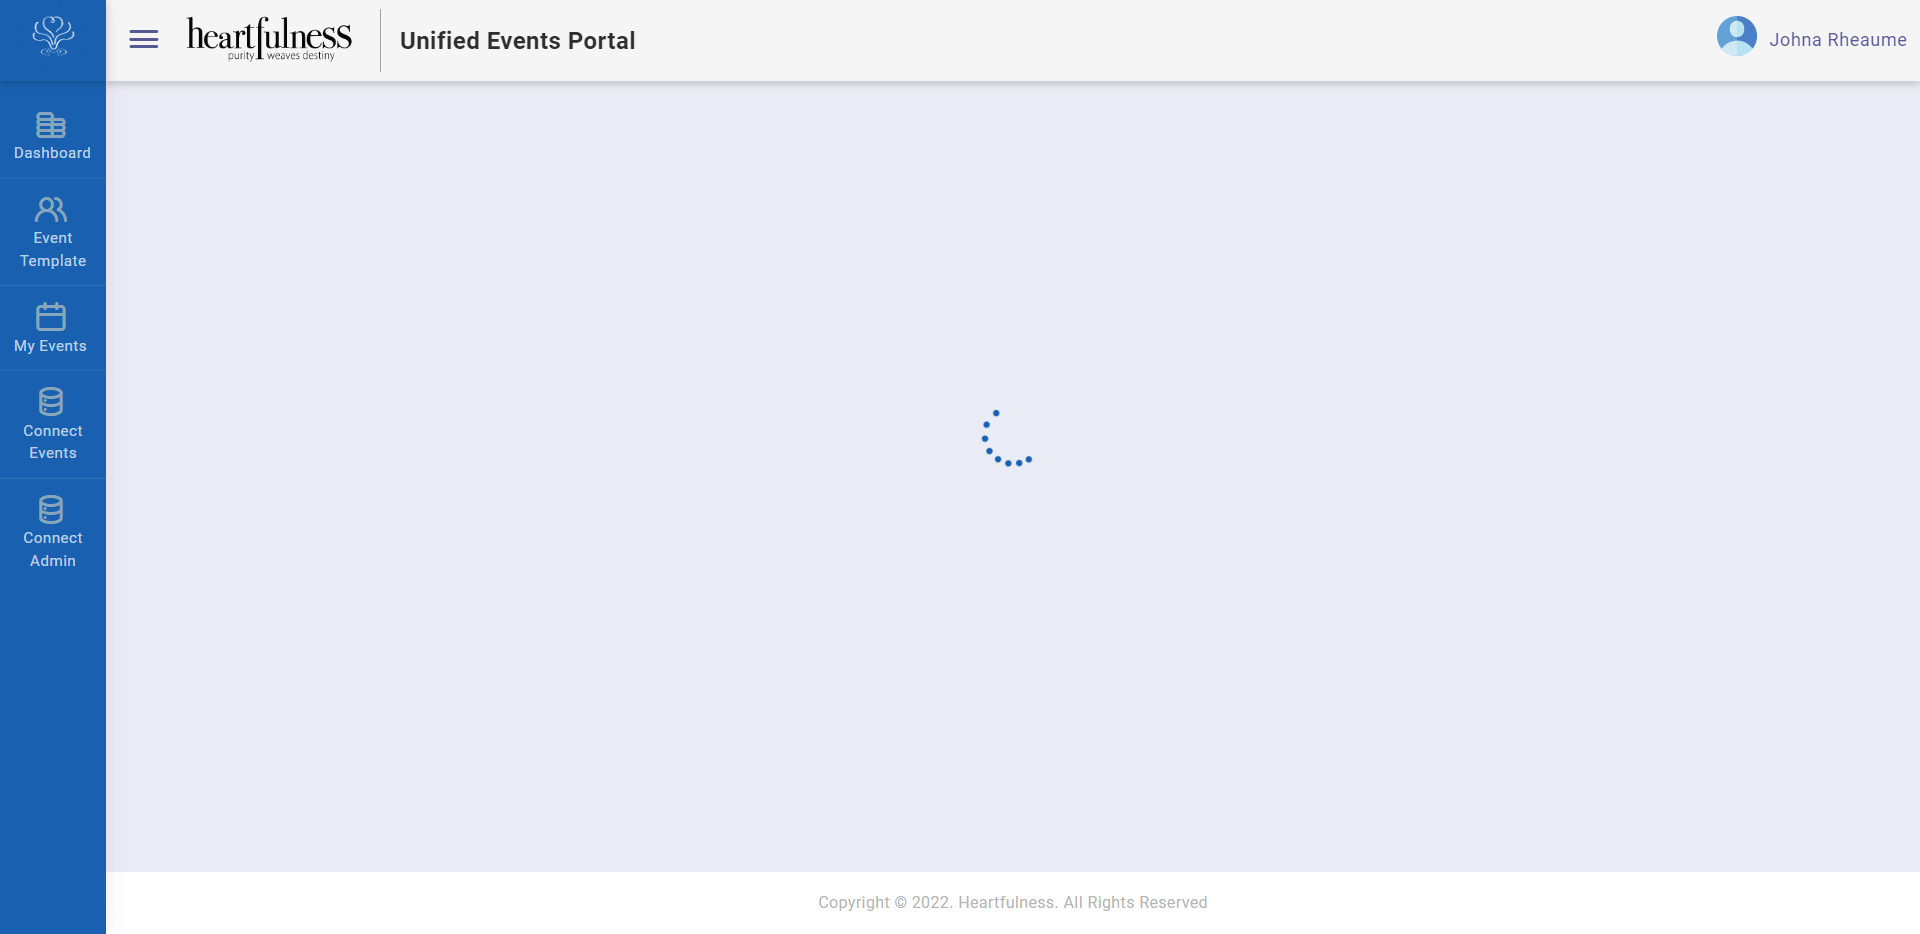 heartfulness
purity weaves destiny
Unified Events Portal
Johna Rheaume
Dashboard
Event
Template
My Events
Connect
Events
Connect
Admin
Copyright © 2022. Heartfulness. All Rights Reserved